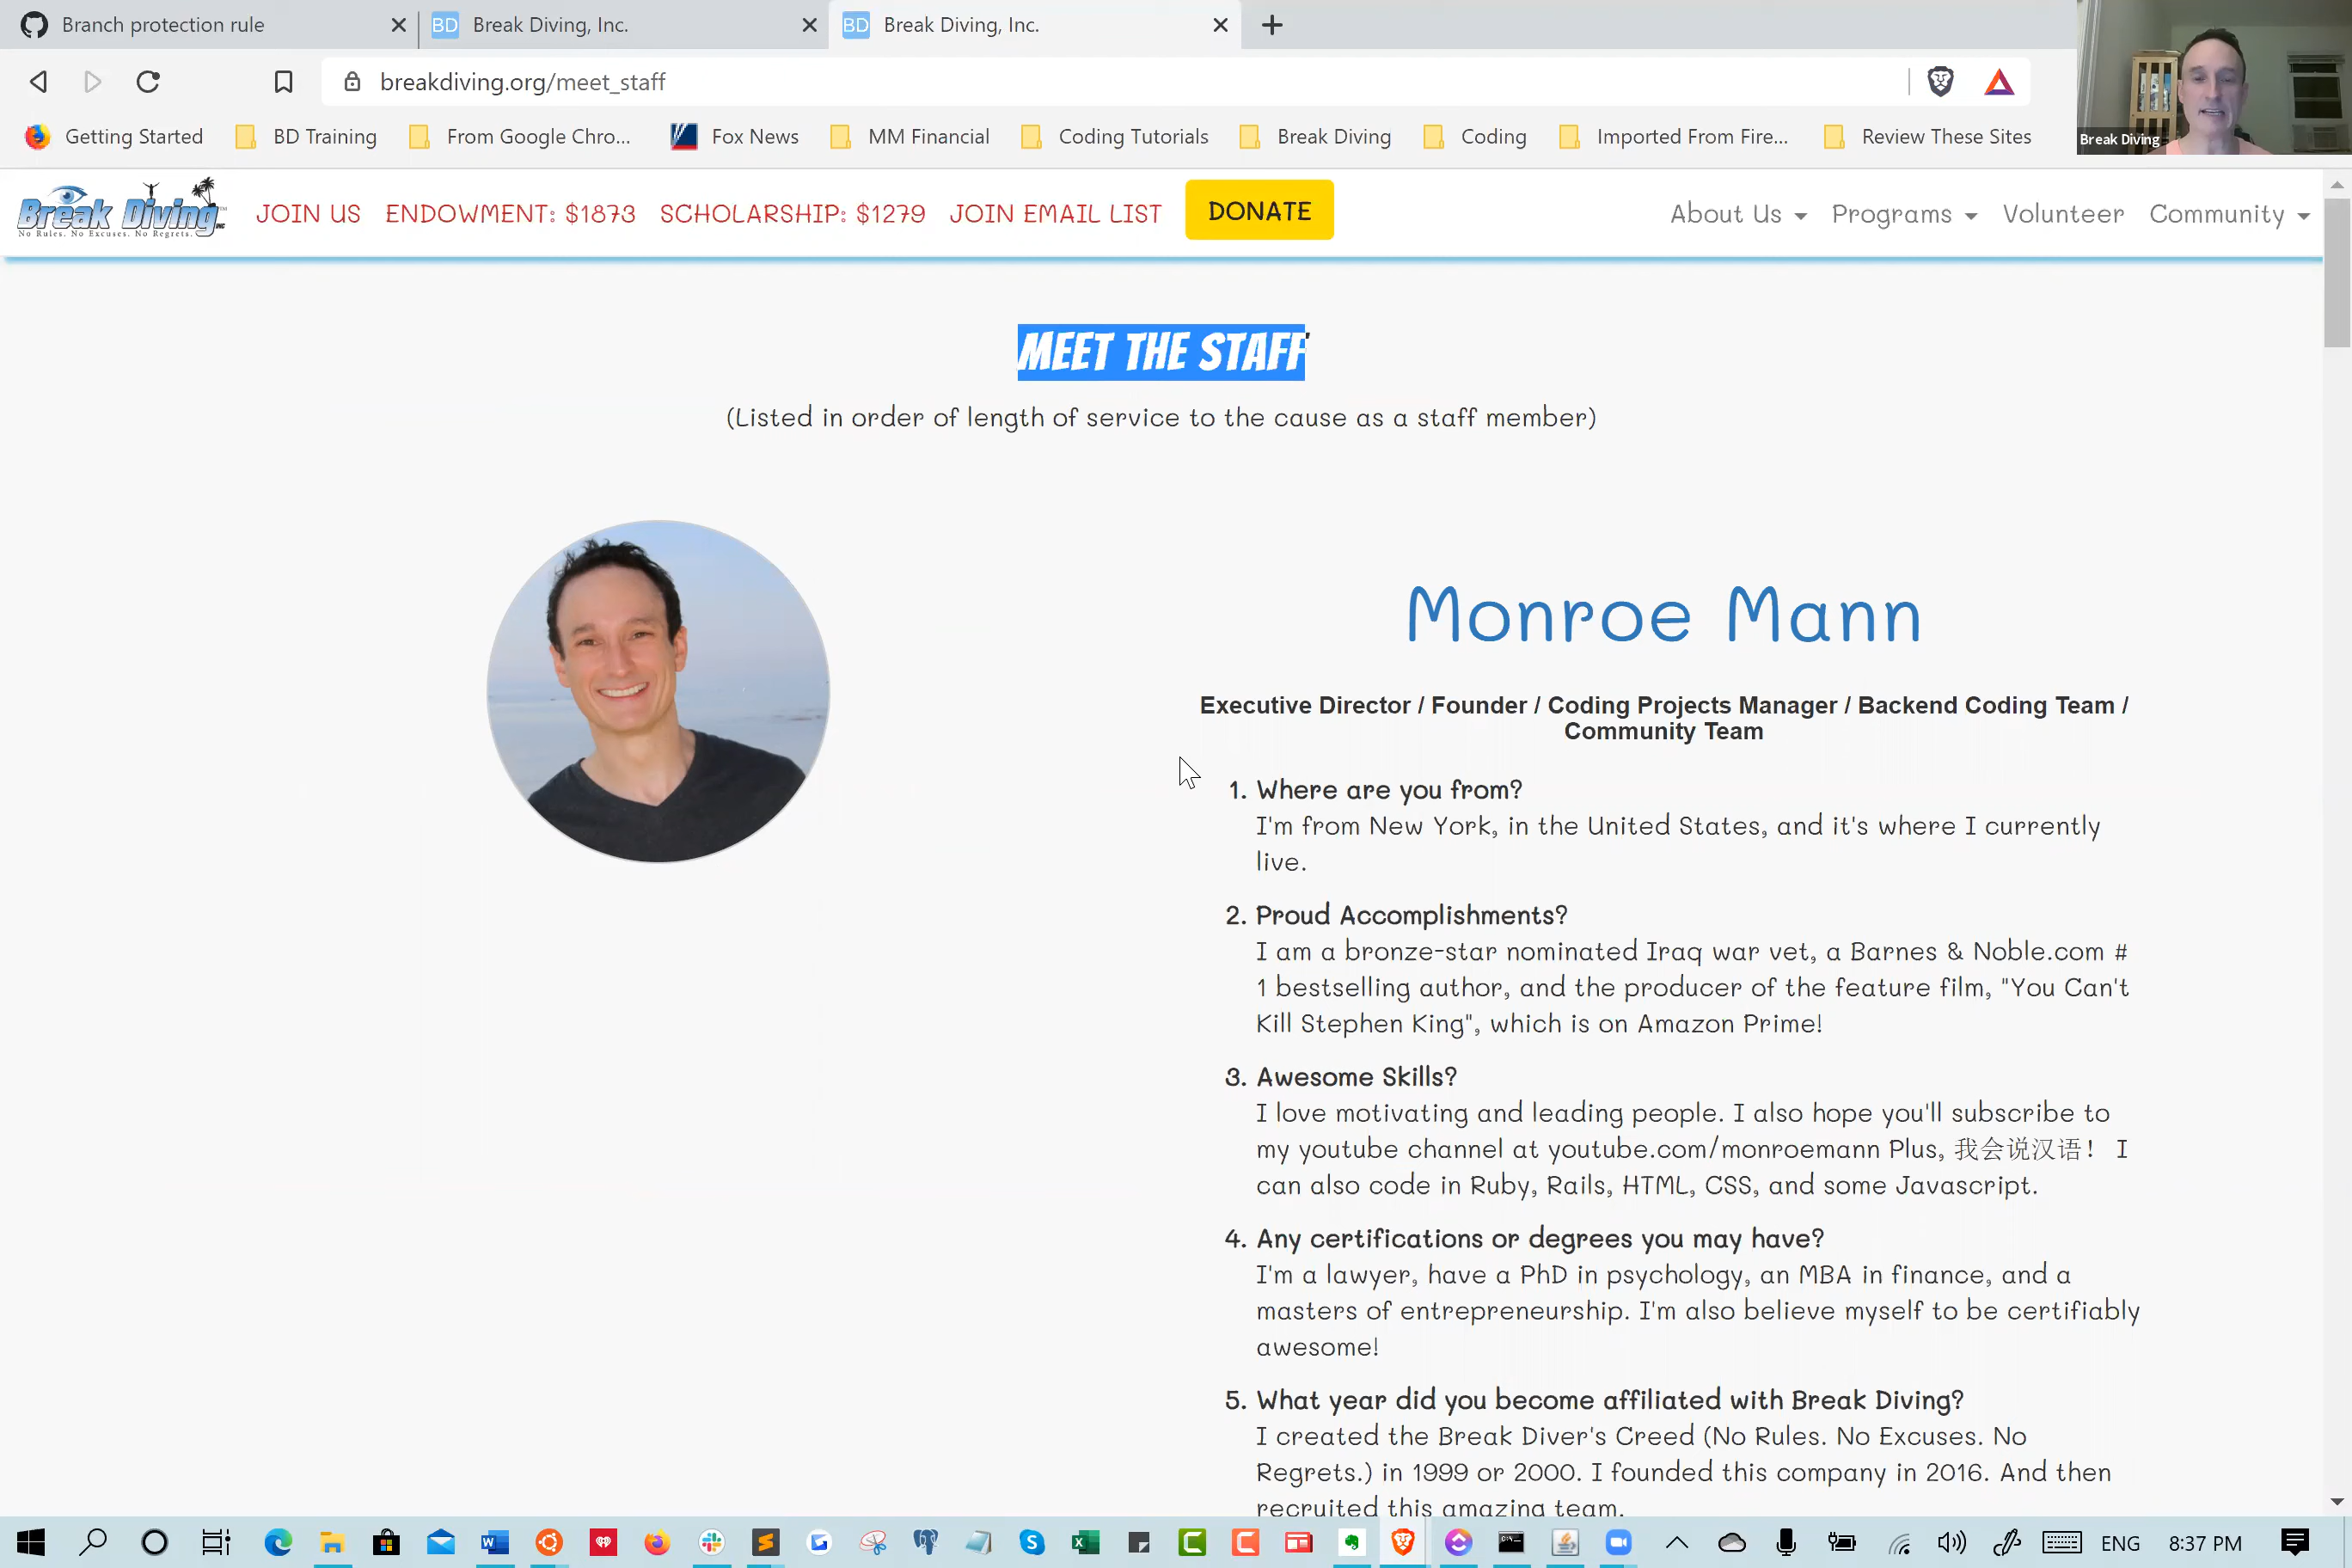 Branch protection rule
BD Break Diving, Inc.
BD Break Diving, Inc.
breakdiving.org/meet_staff
Getting Started BD Training From Google Chro... Fox News MM Financial Coding Tutorials Break Diving Coding Imported From Fire... Review These Sites
Break Diving
Break Diving INC
No Rules. No Excuses. No Regrets.
JOIN US ENDOWMENT: $1873 SCHOLARSHIP: $1279 JOIN EMAIL LIST DONATE About Us Programs Volunteer Community
MEET THE STAFF
(Listed in order of length of service to the cause as a staff member)
Monroe Mann
Executive Director / Founder / Coding Projects Manager / Backend Coding Team /
Community Team
1. Where are you from?
I'm from New York, in the United States, and it's where I currently
live.
2. Proud Accomplishments?
I am a bronze-star nominated Iraq war vet, a Barnes & Noble.com #
1 bestselling author, and the producer of the feature film, "You Can't
Kill Stephen King", which is on Amazon Prime!
3. Awesome Skills?
I love motivating and leading people. I also hope you'll subscribe to
my youtube channel at youtube.com/monroemann Plus, 我会说汉语! I
can also code in Ruby, Rails, HTML, CSS, and some Javascript.
4. Any certifications or degrees you may have?
I'm a lawyer, have a PhD in psychology, an MBA in finance, and a
masters of entrepreneurship. I'm also believe myself to be certifiably
awesome!
5. What year did you become affiliated with Break Diving?
I created the Break Diver's Creed (No Rules. No Excuses. No
Regrets.) in 1999 or 2000. I founded this company in 2016. And then
recruited this amazing team.
ENG 8:37 PM